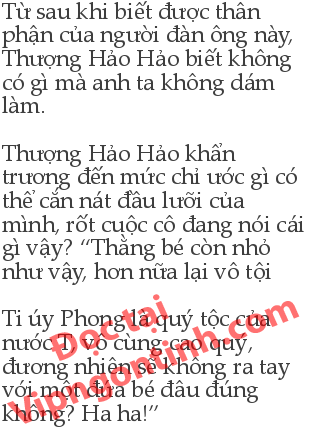 Từ sau khi biết được thân
phận của người đàn ông này,
Thượng Hảo Hảo biết không
có gì mà anh ta không dám
làm.
Thượng Hảo Hảo khẩn
trương đến mức chỉ ước gì có
thể cắn nát đầu lưỡi của
mình, rốt cuộc cô đang nói cái
gì vậy? “Thằng bé còn nhỏ
như vậy, hơn nữa lại vô tội
Ti úy Phong là quý tộc của
nước T, vô cùng cao quý,
đương nhiên sẽ không ra tay
với một đứa bé đâu đúng
không? Ha ha!”
Đọc tại
Vipngontinh.com